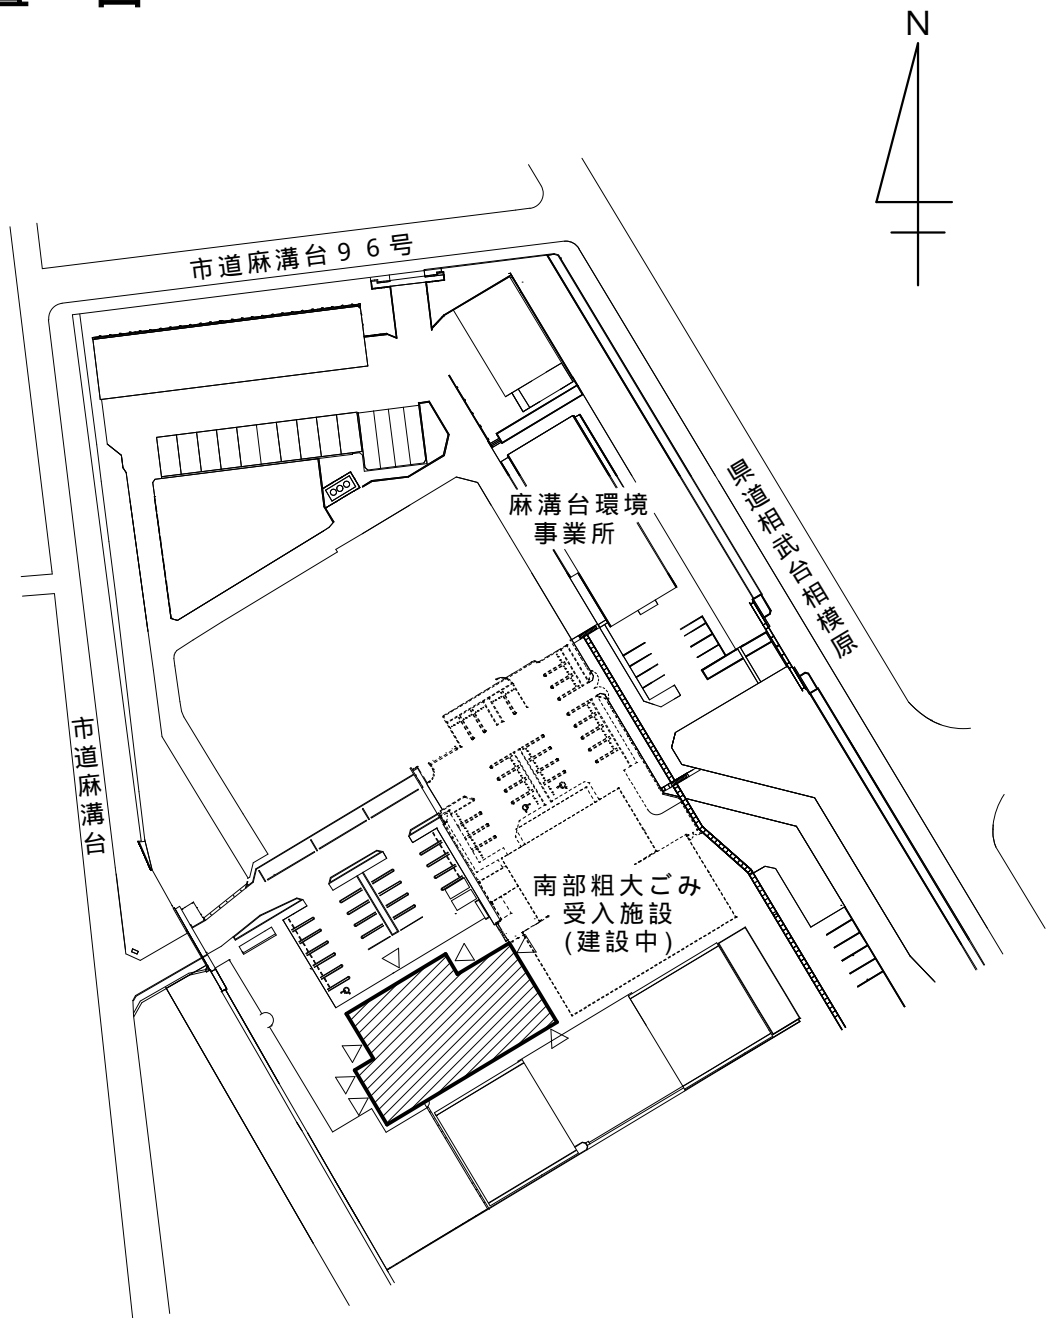 N
市道麻溝台96号
県道相武台相模原
麻溝台環境
事業所
市道麻溝台
南部粗大ごみ
受入施設
(建設中)